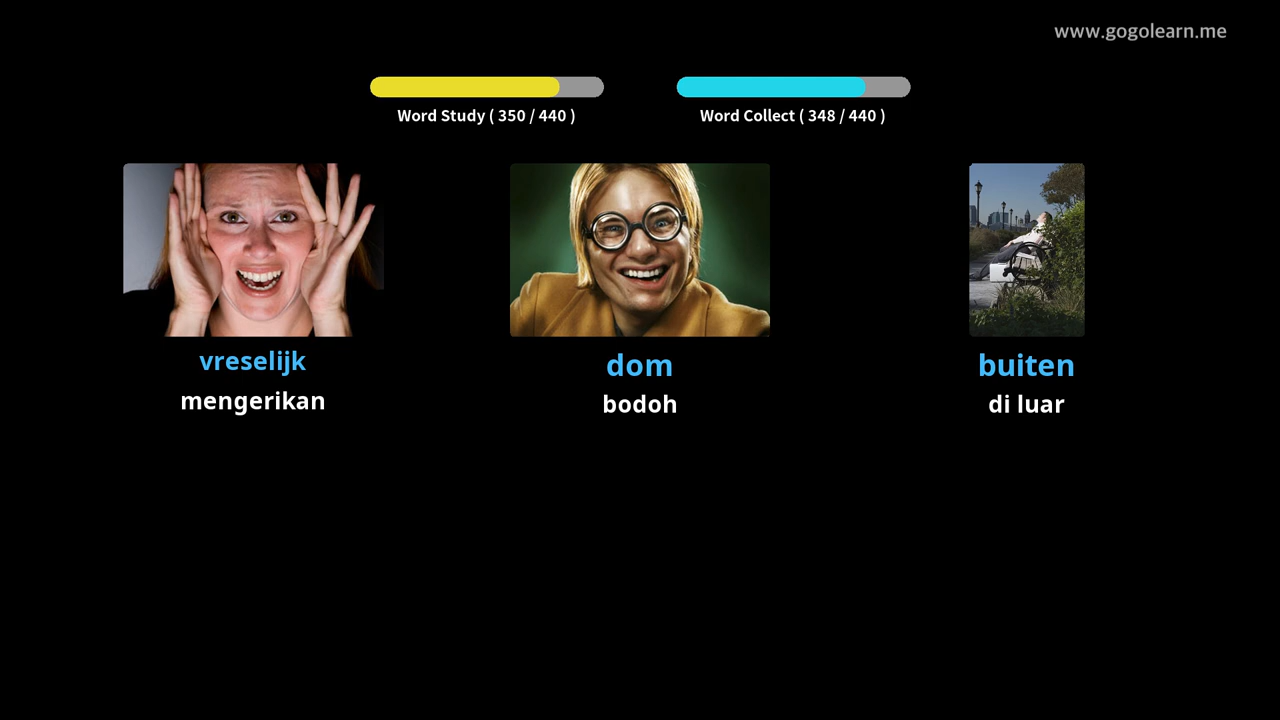 www.gogolearn.me
Word Study ( 350 / 440 )
Word Collect ( 348 / 440 )
vreselijk
mengerikan
dom
bodoh
buiten
di luar